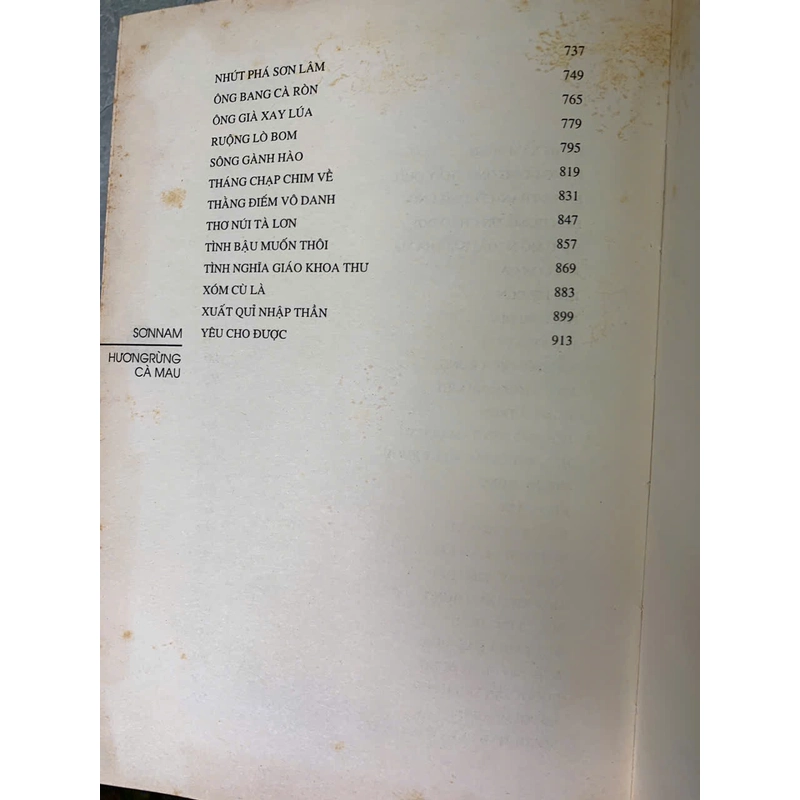 NHỨT PHÁ SƠN LÂM 737
ÔNG BANG CÀ RÒN 749
ÔNG GIÀ XAY LÚA 765
RUỘNG LÒ BOM 779
SÔNG GÀNH HÀO 795
THÁNG CHẠP CHIM VỀ 819
THẰNG ĐIẾM VÔ DANH 831
THƠ NÚI TÀ LƠN 847
TÌNH BẬU MUỐN THÔI 857
TÌNH NGHĨA GIÁO KHOA THƯ 869
XÓM CÙ LÀ 883
XUẤT QUỈ NHẬP THẦN 899
YÊU CHO ĐƯỢC 913
SƠNNAM
HƯƠNGRỪNG
CÀ MAU